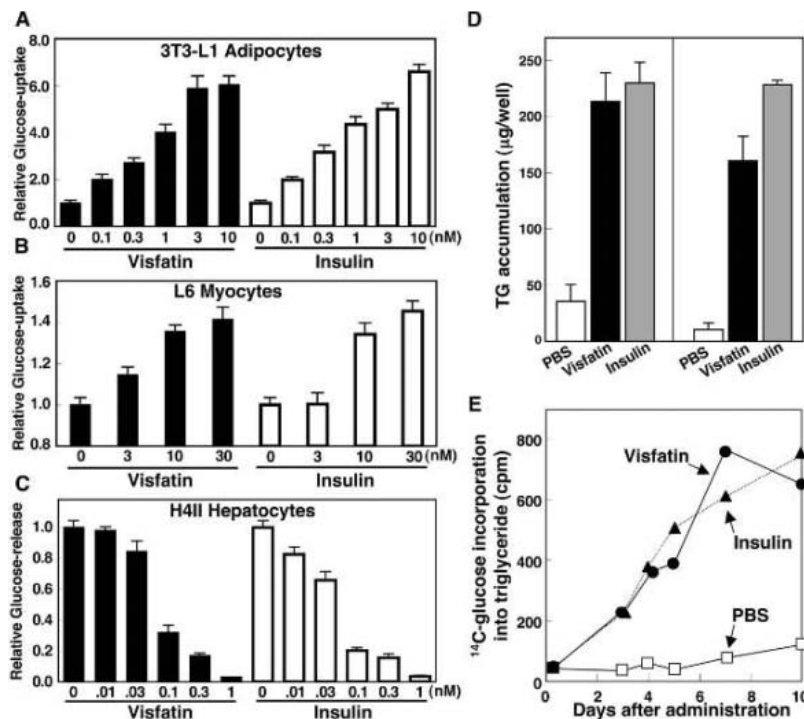 A
3T3-L1 Adipocytes
Relative Glucose-uptake
8.0
6.0
4.0
2.0
0.0
0 0.1 0.3 1 3 10 0 0.1 0.3 1 3 10 (nM)
Visfatin Insulin
B
L6 Myocytes
Relative Glucose-uptake
1.6
1.4
1.2
1.0
0.8
0 3 10 30 0 3 10 30 (nM)
Visfatin Insulin
C
H4II Hepatocytes
Relative Glucose-release
1.0
0.8
0.6
0.4
0.2
0.0
0 .01 .03 0.1 0.3 1 0 .01 .03 0.1 0.3 1 (nM)
Visfatin Insulin
D
TG accumulation (µg/well)
250
200
150
100
50
0
PBS Visfatin Insulin PBS Visfatin Insulin
E
14C-glucose incorporation
into triglyceride (cpm)
800
600
400
200
0
Visfatin
Insulin
PBS
0 2 4 6 8 10
Days after administration